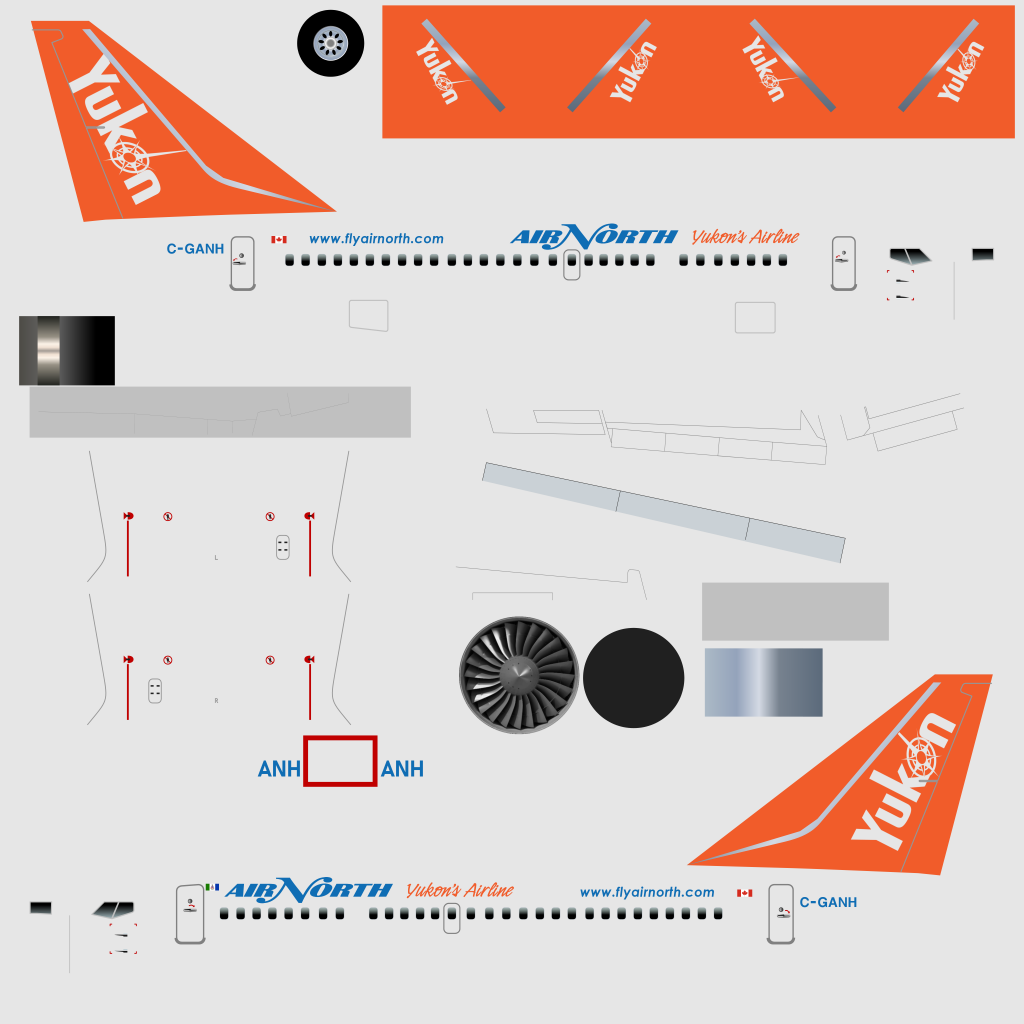 Yukon
Yukon
Yukon
Yukon
Yukon
C-GANH
www.flyairnorth.com
AIR NORTH
Yukon's Airline
L
R
ANH
ANH
Yukon
AIR NORTH
Yukon's Airline
www.flyairnorth.com
C-GANH